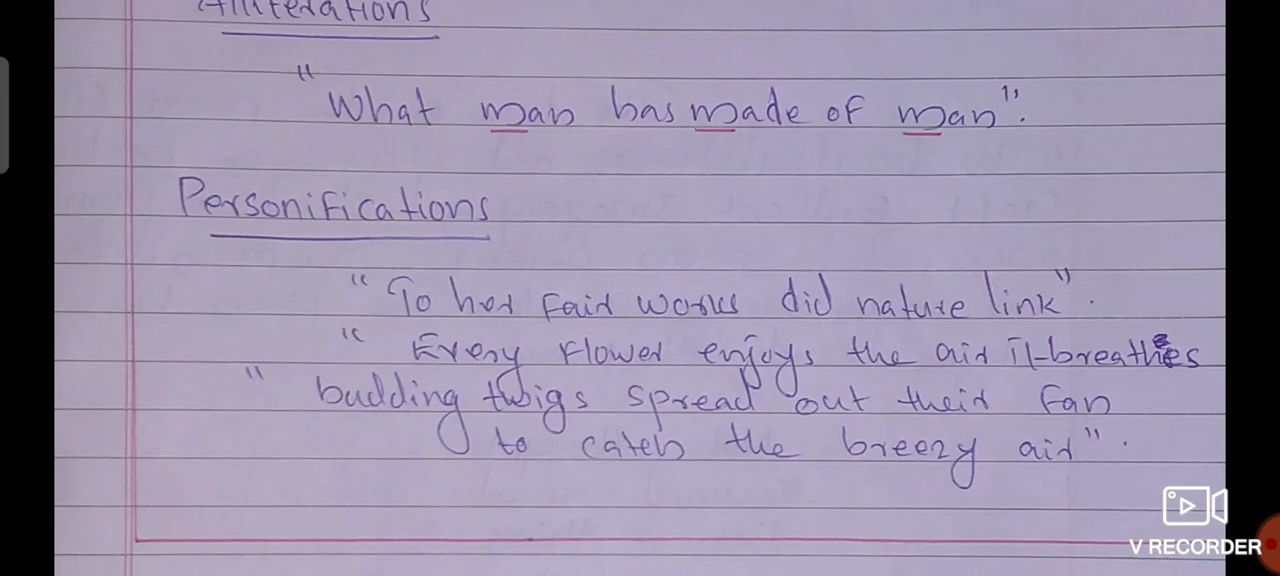 Alliterations
"What man has made of man".
Personifications
"To her fair works did nature link".
"Every flower enjoys the air it breathes
"budding twigs spread out their fan
to catch the breezy air".
V RECORDER